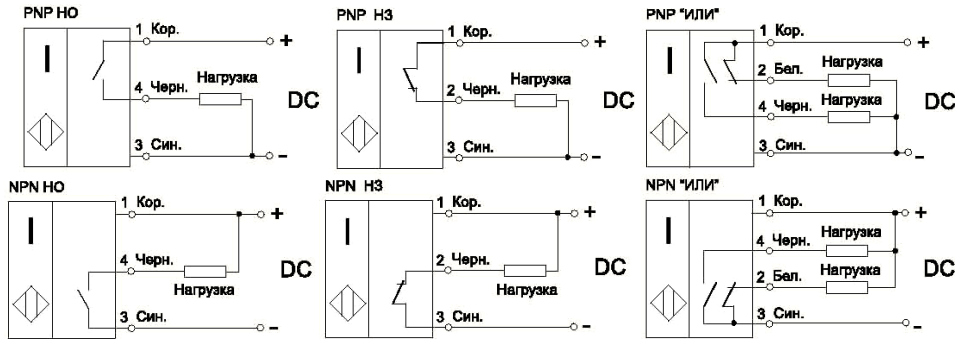 PNP НО
1 Кор.
+
4 Черн.
Нагрузка
DC
3 Син.
-
PNP НЗ
1 Кор.
+
2 Черн.
Нагрузка
DC
3 Син.
-
PNP "ИЛИ"
1 Кор.
+
2 Бел.
Нагрузка
4 Черн.
Нагрузка
DC
3 Син.
-
NPN НО
1 Кор.
+
4 Черн.
Нагрузка
DC
3 Син.
-
NPN НЗ
1 Кор.
+
2 Черн.
Нагрузка
DC
3 Син.
-
NPN "ИЛИ"
1 Кор.
+
4 Черн.
Нагрузка
2 Бел.
Нагрузка
DC
3 Син.
-